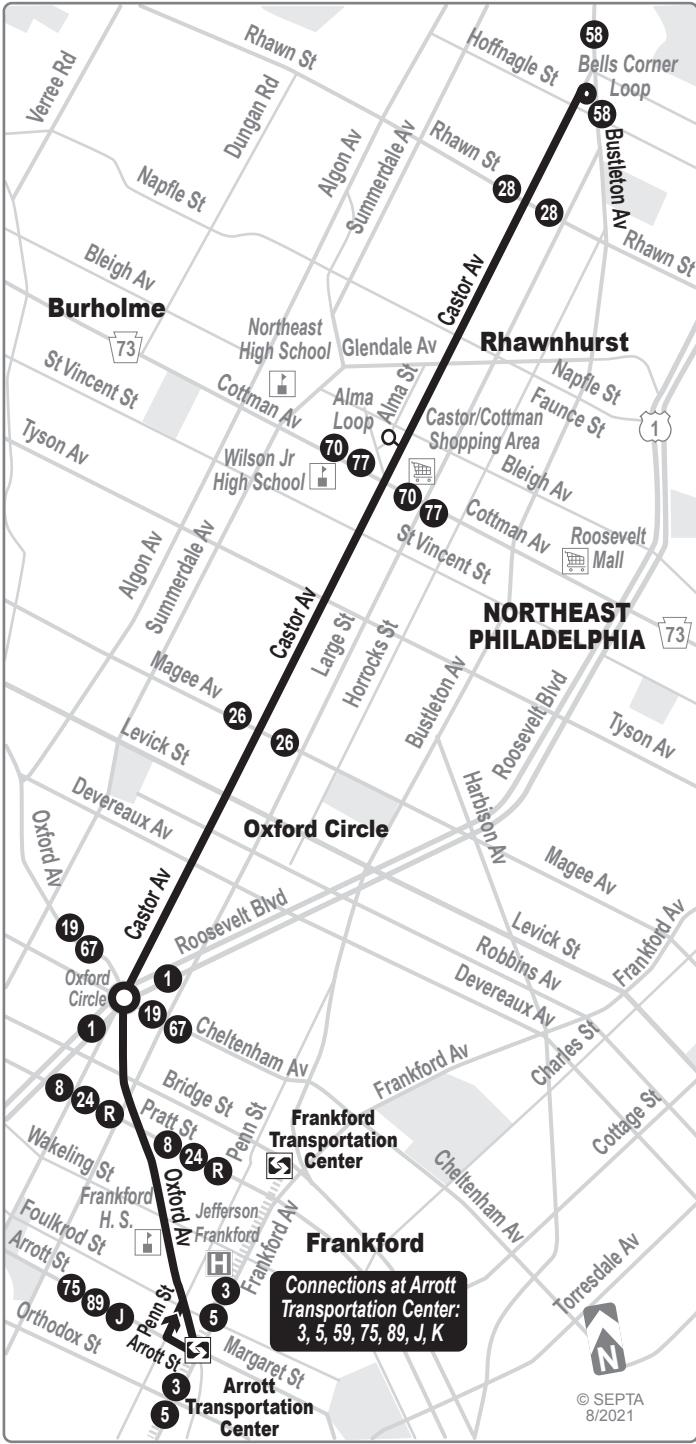 58
Hoffnagle St
Bells Corner
Loop
Rhawn St
Verree Rd
Dungan Rd
58
Bustleton Av
Algon Av
Summerdale Av
Rhawn St
28
28
Napfle St
Rhawn St
Bleigh Av
Castor Av
Burholme
73
Northeast
High School
Glendale Av
Rhawnhurst
St Vincent St
Cottman Av
Alma
Loop
Alma St
Napfle St
Faunce St
1
Castor/Cottman
Shopping Area
Tyson Av
70
77
Wilson Jr
High School
Bleigh Av
70
77
Cottman Av
Roosevelt
Mall
St Vincent St
Algon Av
Summerdale Av
NORTHEAST
PHILADELPHIA
73
Castor Av
Large St
Horrocks St
Magee Av
26
26
Bustleton Av
Roosevelt Blvd
Tyson Av
Levick St
Devereaux Av
Harbison Av
Oxford Circle
Oxford Av
Magee Av
Castor Av
Roosevelt Blvd
19
67
Levick St
Frankford Av
Robbins Av
Devereaux Av
Oxford
Circle
1
1
19
67
Cheltenham Av
Charles St
Frankford Av
Bridge St
8
24
R
Pratt St
Penn St
Cottage St
8
24
R
Frankford
Transportation
Center
Wakeling St
Oxford Av
Cheltenham Av
Frankford
H. S.
Jefferson
Frankford
H
Frankford Av
Foulkrod St
Frankford
Arrott St
Torresdale Av
75
89
J
3
5
Connections at Arrott
Transportation Center:
3, 5, 59, 75, 89, J, K
Penn St
Arrott St
Orthodox St
Margaret St
N
3
5
Arrott
Transportation
Center
© SEPTA
8/2021